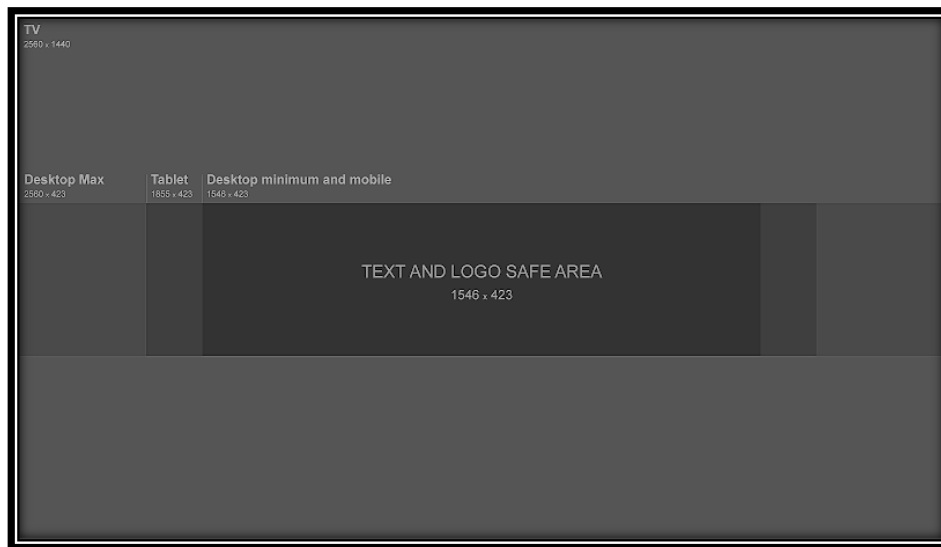 TV
2560 x 1440
Desktop Max
2560 x 423
Tablet
1855 x 423
Desktop minimum and mobile
1546 x 423
TEXT AND LOGO SAFE AREA
1546 x 423